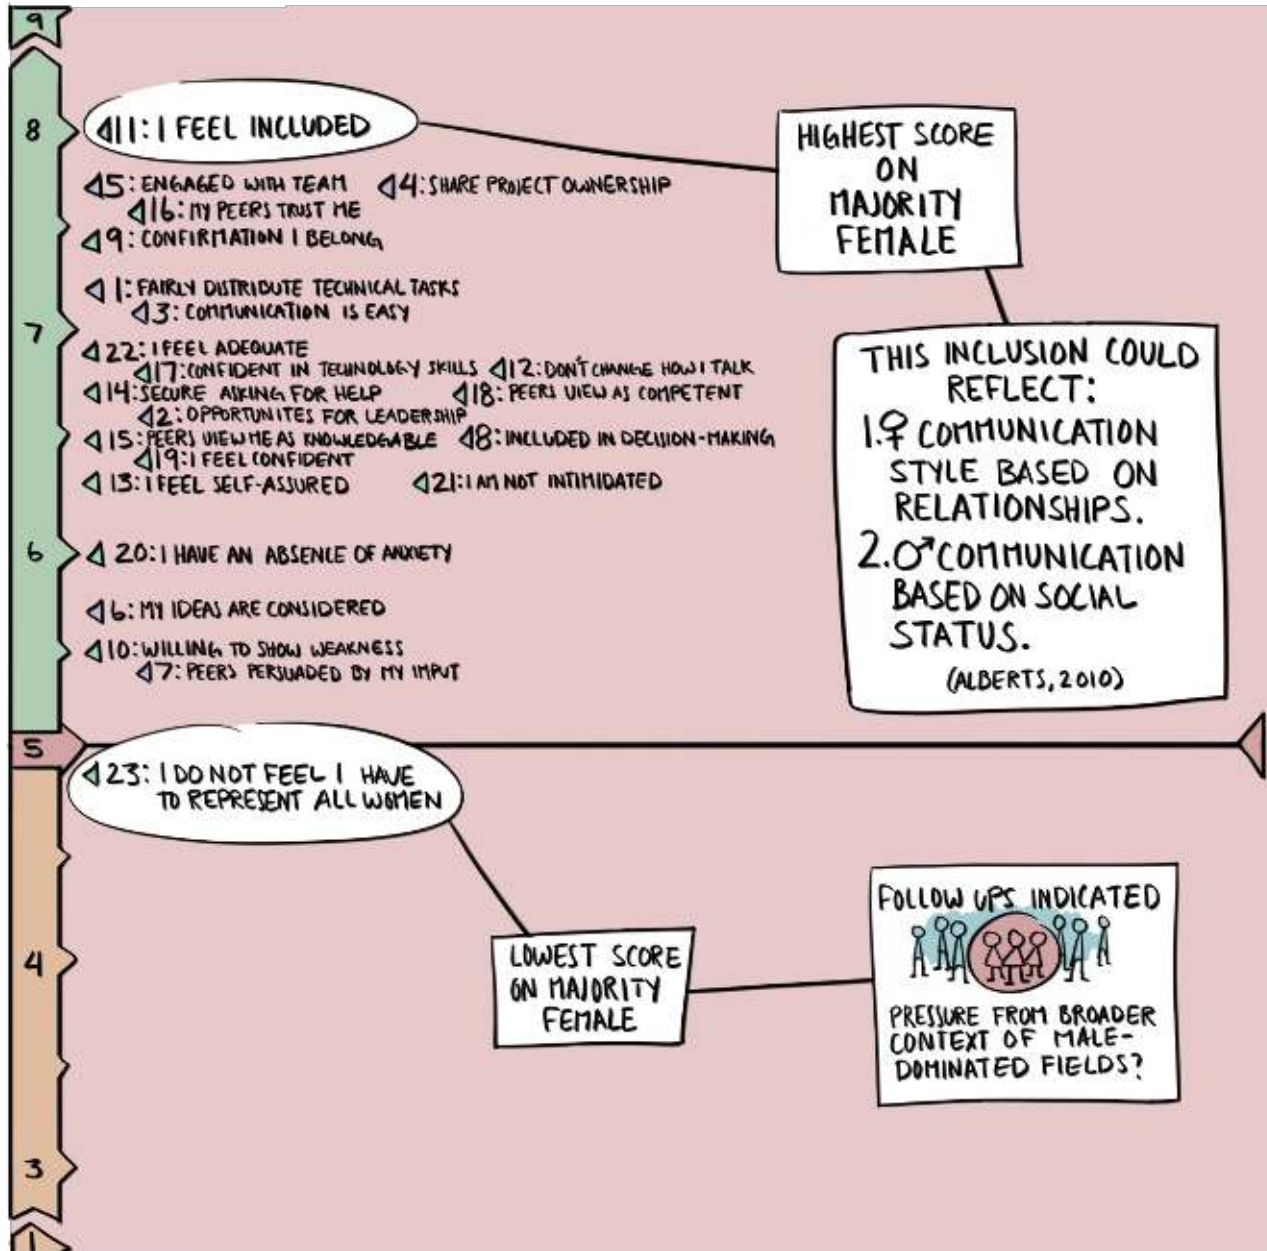 9
8
11: I FEEL INCLUDED
5: ENGAGED WITH TEAM
4: SHARE PROJECT OWNERSHIP
16: MY PEERS TRUST ME
9: CONFIRMATION I BELONG
1: FAIRLY DISTRIBUTE TECHNICAL TASKS
3: COMMUNICATION IS EASY
7
22: I FEEL ADEQUATE
17: CONFIDENT IN TECHNOLOGY SKILLS
12: DON'T CHANGE HOW I TALK
14: SECURE ASKING FOR HELP
18: PEERS VIEW AS COMPETENT
2: OPPORTUNITES FOR LEADERSHIP
15: PEERS VIEW ME AS KNOWLEDGABLE
8: INCLUDED IN DECISION-MAKING
19: I FEEL CONFIDENT
13: I FEEL SELF-ASSURED
21: I AM NOT INTIMIDATED
6
20: I HAVE AN ABSENCE OF ANXIETY
6: MY IDEAS ARE CONSIDERED
10: WILLING TO SHOW WEAKNESS
7: PEERS PERSUADED BY MY INPUT
HIGHEST SCORE
ON
MAJORITY
FEMALE
THIS INCLUSION COULD
REFLECT:
1. ♀ COMMUNICATION
STYLE BASED ON
RELATIONSHIPS.
2. ♂ COMMUNICATION
BASED ON SOCIAL
STATUS.
(ALBERTS, 2010)
5
23: I DO NOT FEEL I HAVE
TO REPRESENT ALL WOMEN
4
LOWEST SCORE
ON MAJORITY
FEMALE
FOLLOW UPS INDICATED
PRESSURE FROM BROADER
CONTEXT OF MALE-
DOMINATED FIELDS?
3
1